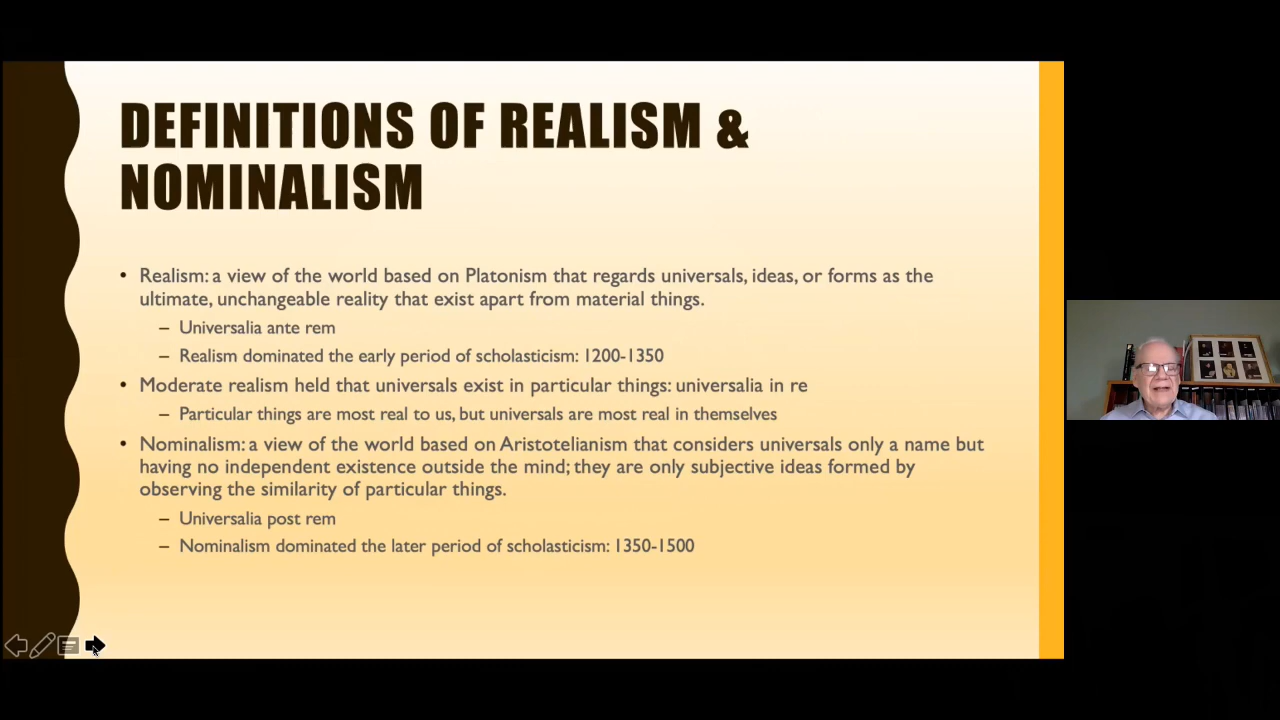 DEFINITIONS OF REALISM &
NOMINALISM
• Realism: a view of the world based on Platonism that regards universals, ideas, or forms as the
ultimate, unchangeable reality that exist apart from material things.
– Universalia ante rem
– Realism dominated the early period of scholasticism: 1200-1350
• Moderate realism held that universals exist in particular things: universalia in re
– Particular things are most real to us, but universals are most real in themselves
• Nominalism: a view of the world based on Aristotelianism that considers universals only a name but
having no independent existence outside the mind; they are only subjective ideas formed by
observing the similarity of particular things.
– Universalia post rem
– Nominalism dominated the later period of scholasticism: 1350-1500